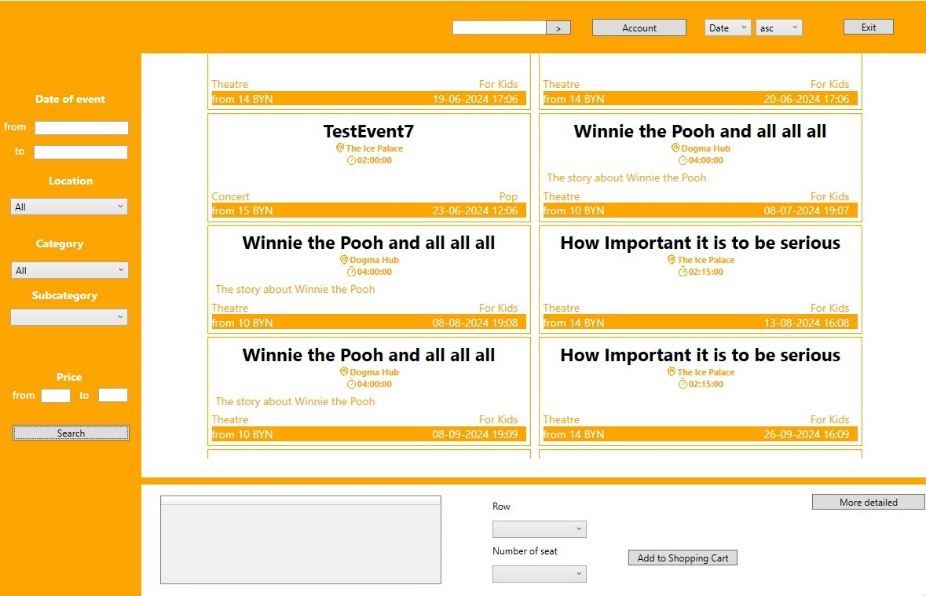 > Account Date asc Exit
Date of event
from
to
Location
All
Category
All
Subcategory
Price
from to
Search
Theatre For Kids
from 14 BYN 19-06-2024 17:06
Theatre For Kids
from 14 BYN 20-06-2024 17:06
TestEvent7
The Ice Palace
02:00:00
Concert Pop
from 15 BYN 23-06-2024 12:06
Winnie the Pooh and all all all
Dogma Hub
04:00:00
The story about Winnie the Pooh
Theatre For Kids
from 10 BYN 08-07-2024 19:07
Winnie the Pooh and all all all
Dogma Hub
04:00:00
The story about Winnie the Pooh
Theatre For Kids
from 10 BYN 08-08-2024 19:08
How Important it is to be serious
The Ice Palace
02:15:00
Theatre For Kids
from 14 BYN 13-08-2024 16:08
Winnie the Pooh and all all all
Dogma Hub
04:00:00
The story about Winnie the Pooh
Theatre For Kids
from 10 BYN 08-09-2024 19:09
How Important it is to be serious
The Ice Palace
02:15:00
Theatre For Kids
from 14 BYN 26-09-2024 16:09
More detailed
Row
Number of seat
Add to Shopping Cart